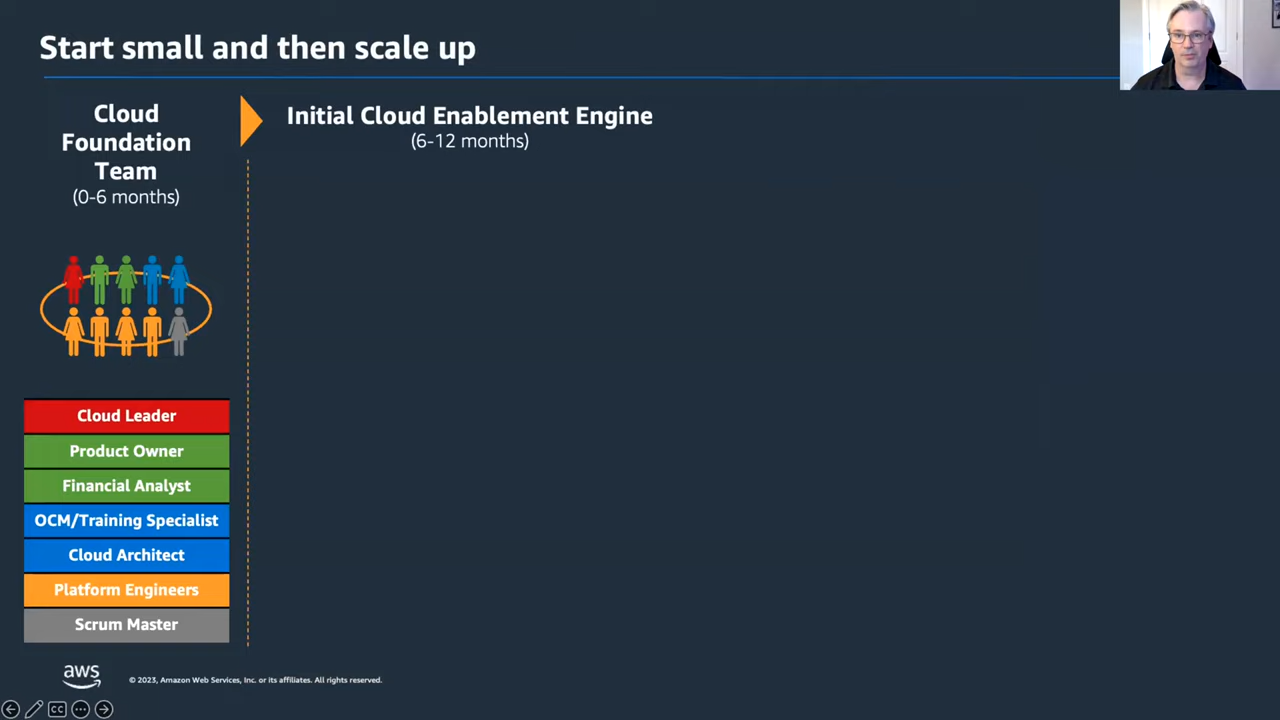 Start small and then scale up
Cloud
Foundation
Team
(0-6 months)
Initial Cloud Enablement Engine
(6-12 months)
Cloud Leader
Product Owner
Financial Analyst
OCM/Training Specialist
Cloud Architect
Platform Engineers
Scrum Master
aws
© 2023, Amazon Web Services, Inc. or its affiliates. All rights reserved.
CC